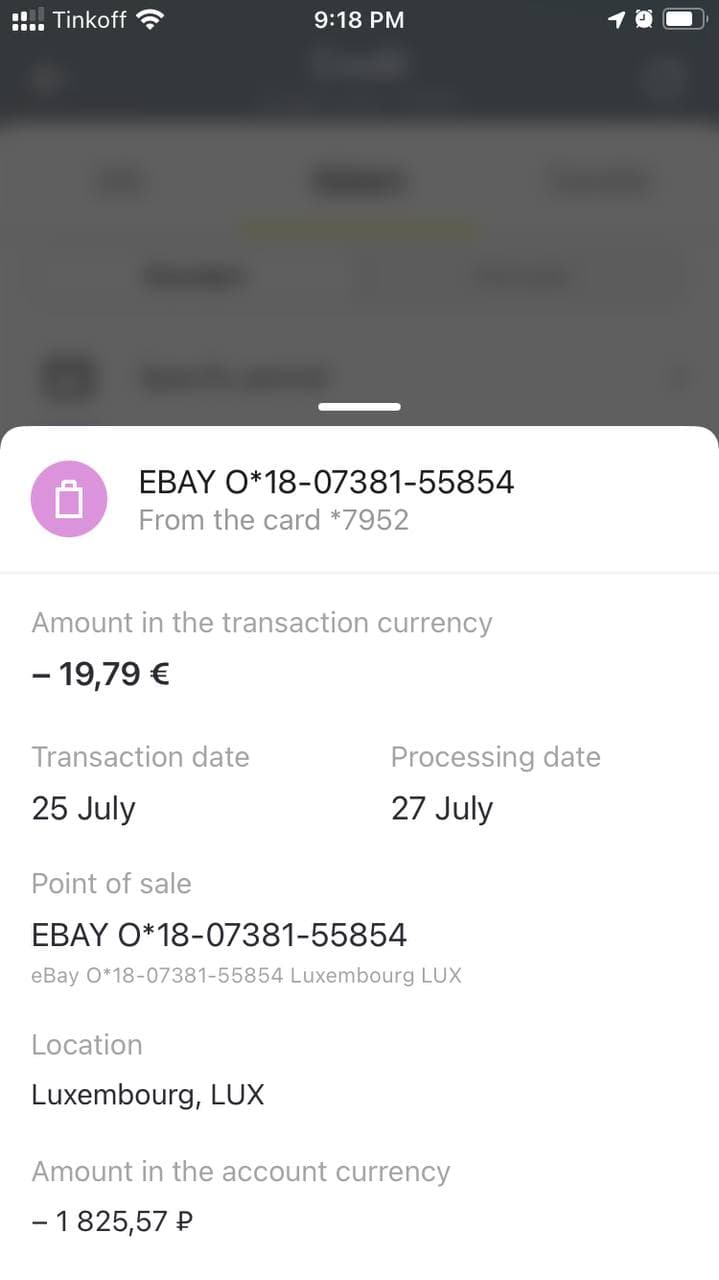 Tinkoff
9:18 PM
EBAY O*18-07381-55854
From the card *7952
Amount in the transaction currency
– 19,79 €
Transaction date
Processing date
25 July
27 July
Point of sale
EBAY O*18-07381-55854
eBay O*18-07381-55854 Luxembourg LUX
Location
Luxembourg, LUX
Amount in the account currency
– 1 825,57 ₽